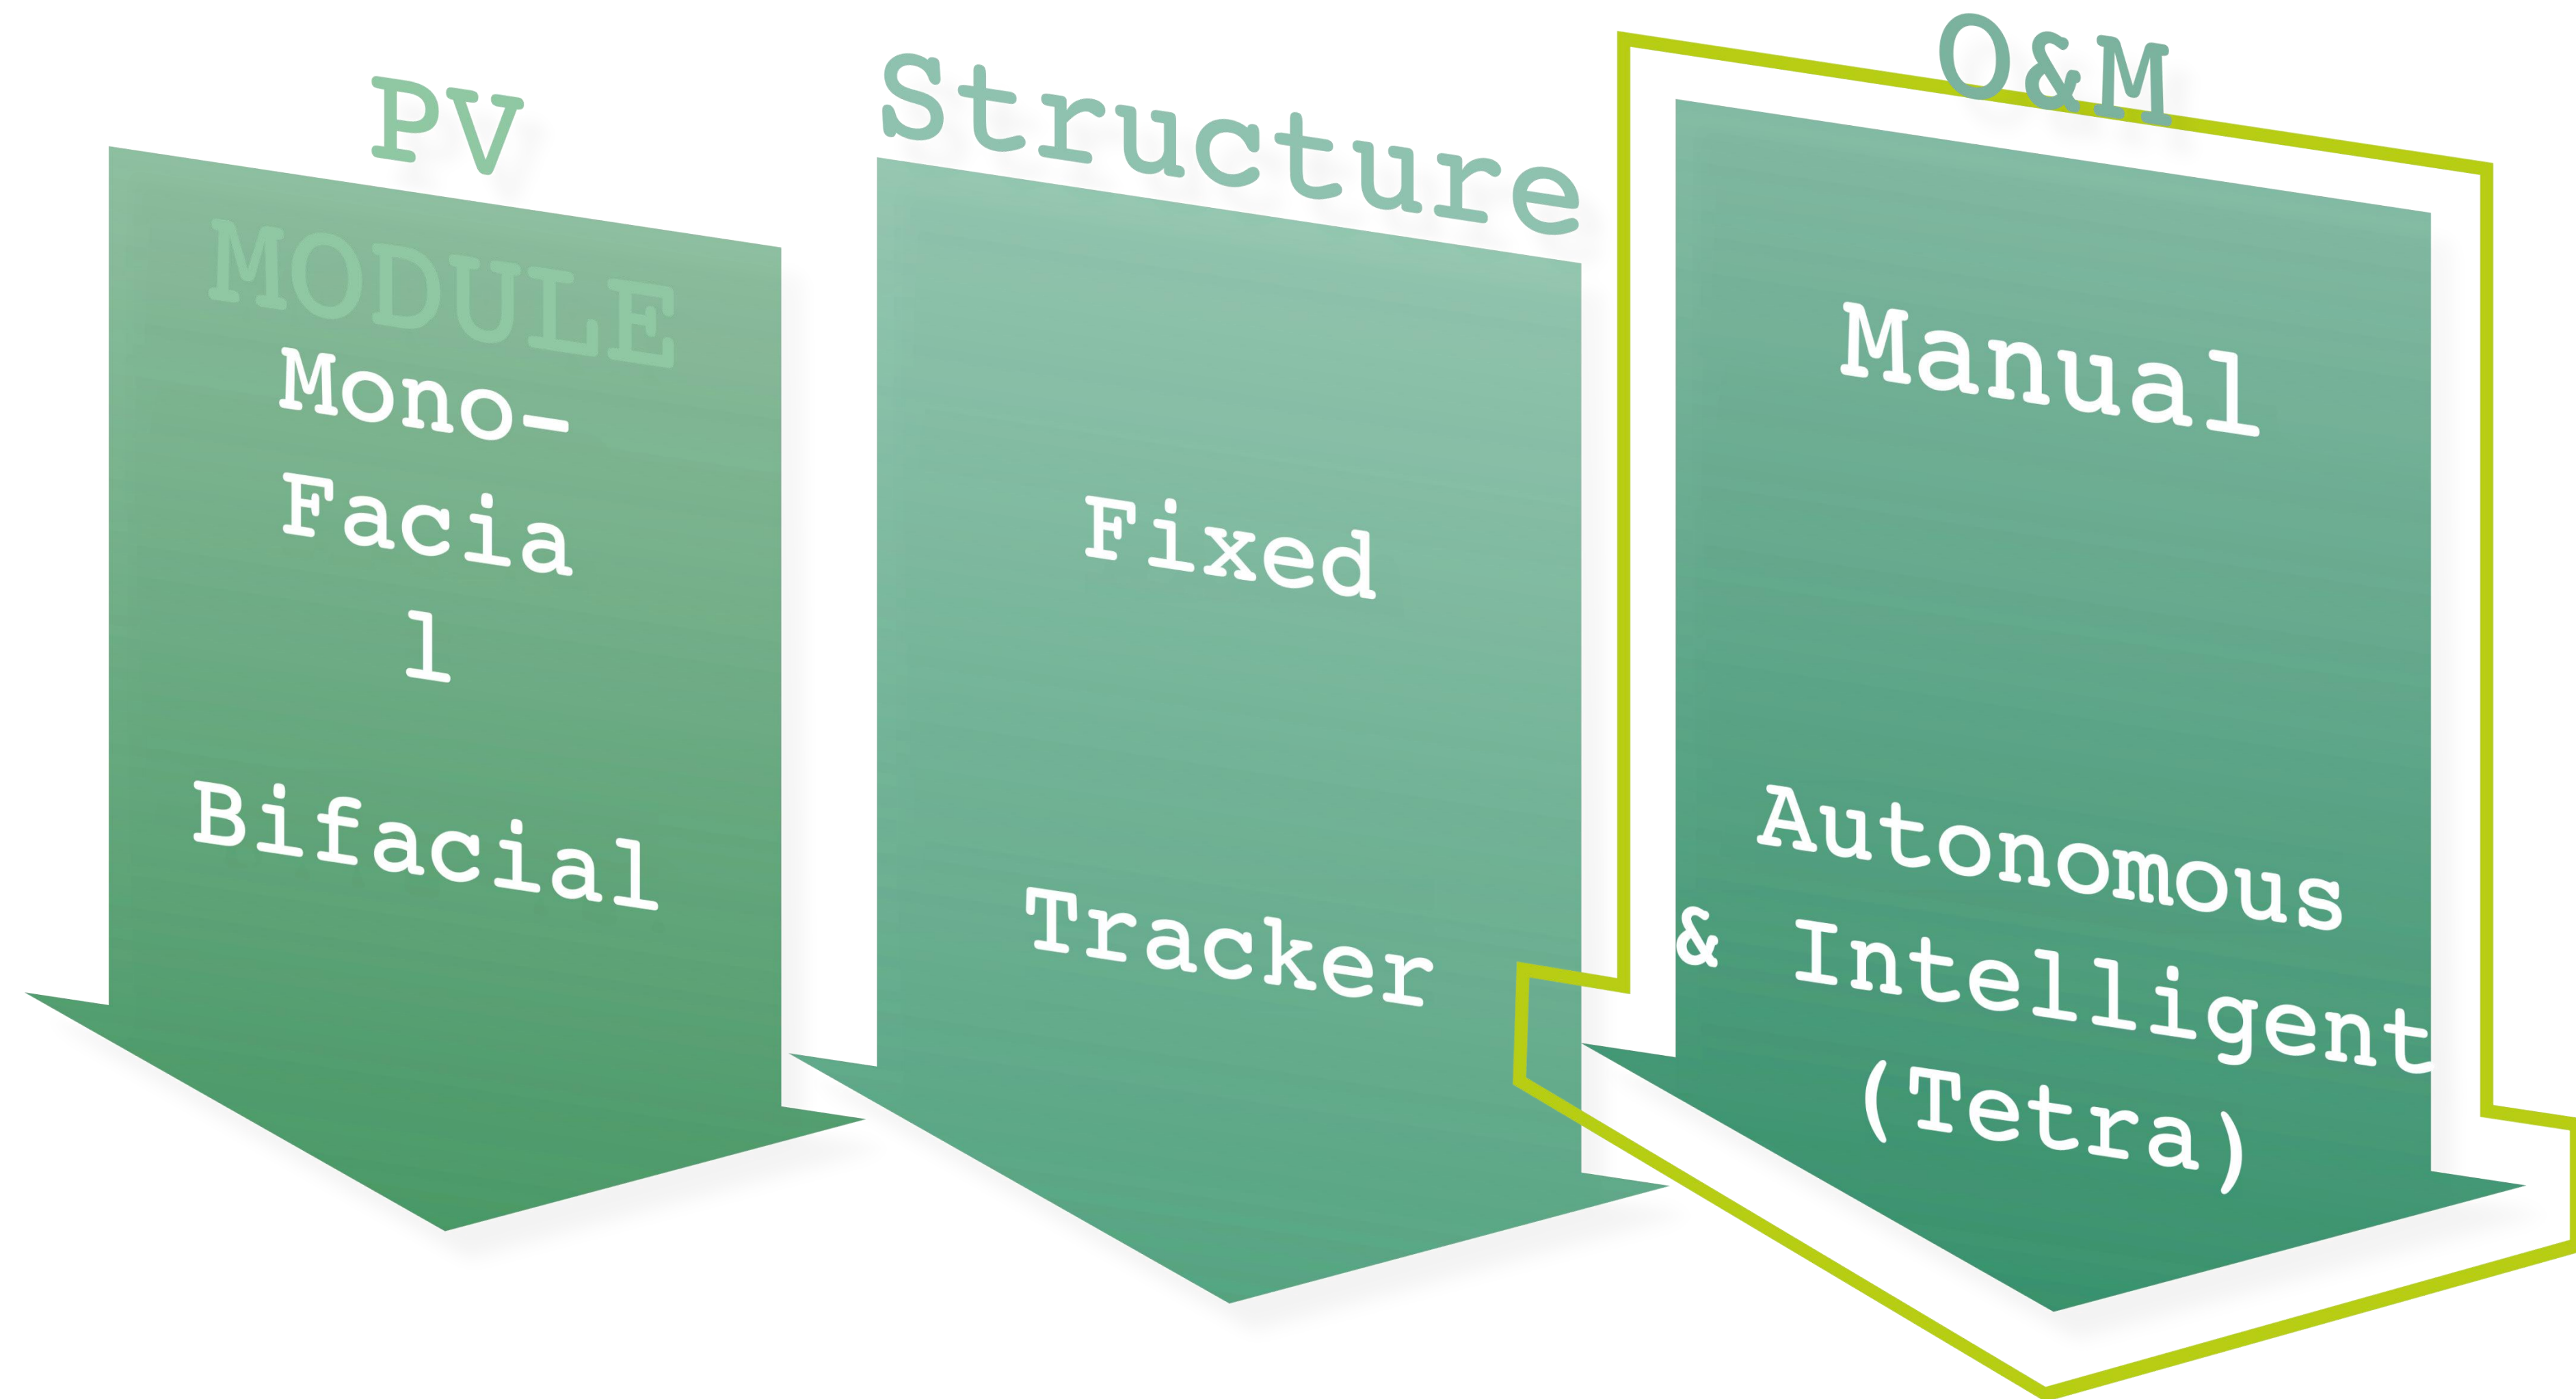 PV
MODULE
Mono-
Facia
l
Bifacial
Structure
Fixed
Tracker
O&M
Manual
Autonomous
& Intelligent
(Tetra)